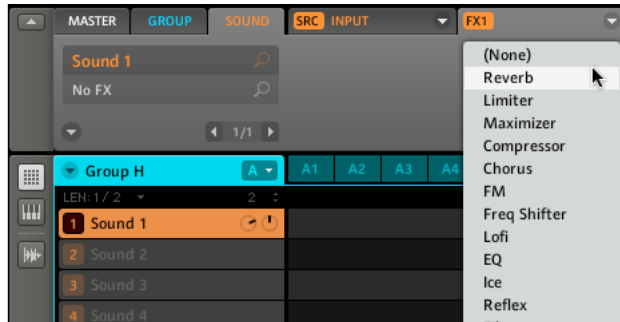 MASTER GROUP SOUND SRC INPUT FX1
Sound 1
No FX
1/1
(None)
Reverb
Limiter
Maximizer
Compressor
Chorus
FM
Freq Shifter
Lofi
EQ
Ice
Reflex
Group H A A1 A2 A3 A4
LEN: 1 / 2 2
1 Sound 1
2 Sound 2
3 Sound 3
4 Sound 4